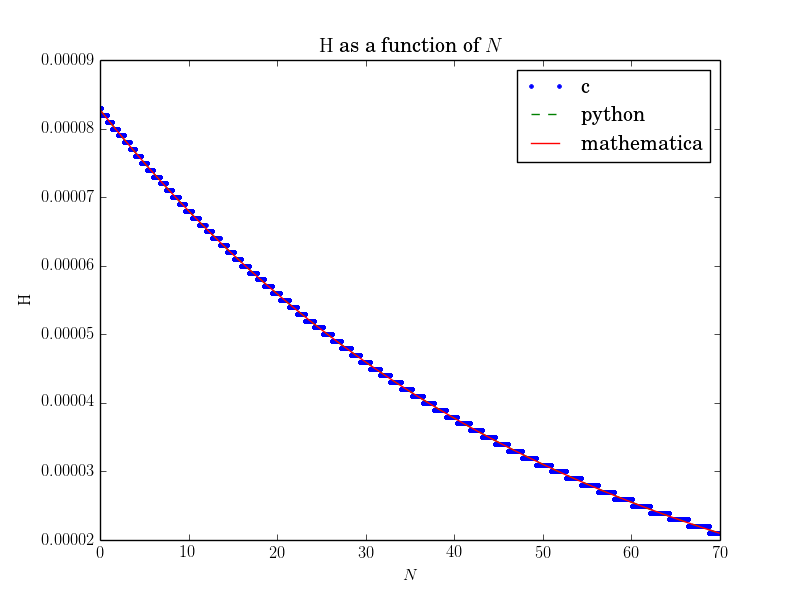 H as a function of N
0.00009
0.00008
0.00007
0.00006
0.00005
0.00004
0.00003
0.00002
H
c
python
mathematica
0 10 20 30 40 50 60 70
N